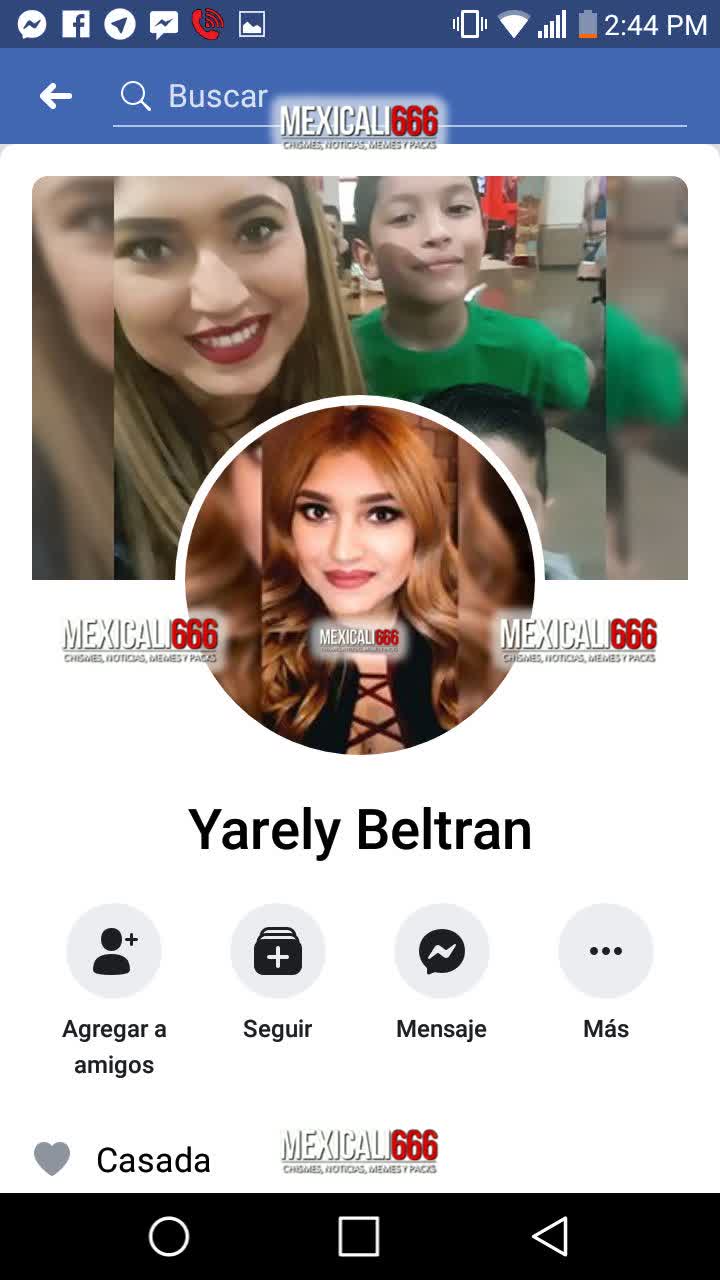 2:44 PM
Buscar
MEXICALI666
CHISMES, NOTICIAS, MEMES Y PACKS
MEXICALI666
CHISMES, NOTICIAS, MEMES Y PACKS
MEXICALI666
MEXICALI666
CHISMES, NOTICIAS, MEMES Y PACKS
Yarely Beltran
Agregar a
amigos
Seguir
Mensaje
Más
Casada
MEXICALI666
CHISMES, NOTICIAS, MEMES Y PACKS